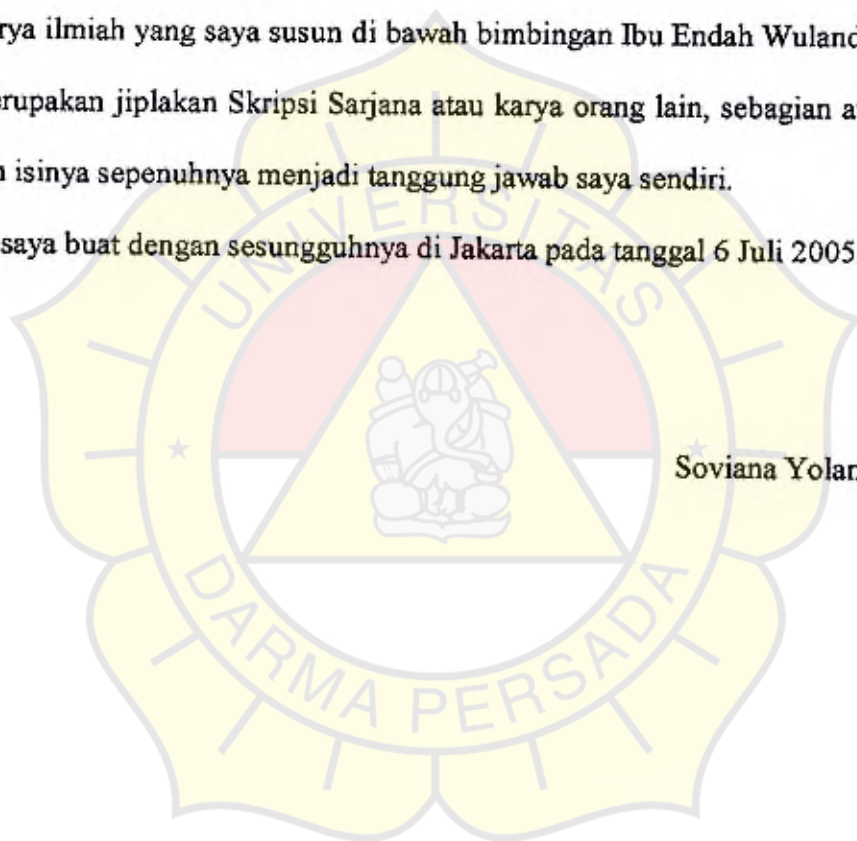 rya ilmiah yang saya susun di bawah bimbingan Ibu Endah Wuland
erupakan jiplakan Skripsi Sarjana atau karya orang lain, sebagian a
n isinya sepenuhnya menjadi tanggung jawab saya sendiri.
saya buat dengan sesungguhnya di Jakarta pada tanggal 6 Juli 2005
Soviana Yolan
UNIVERSITAS
DARMA PERSADA